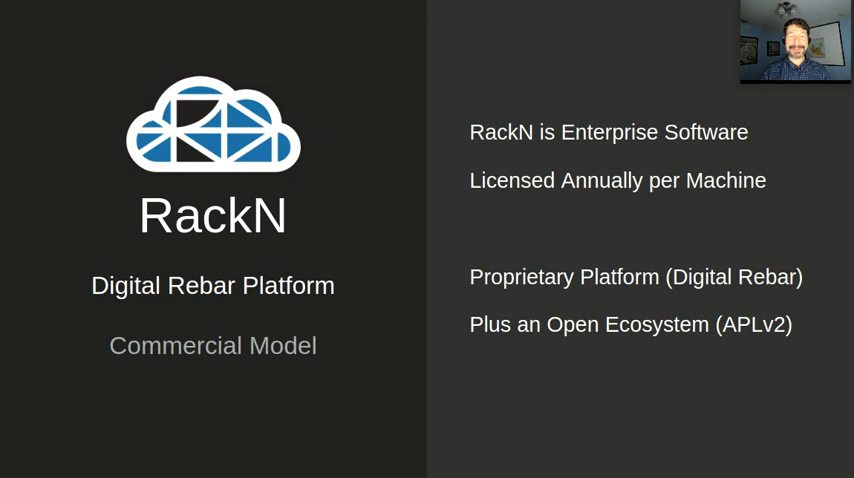 RackN
Digital Rebar Platform
Commercial Model
RackN is Enterprise Software
Licensed Annually per Machine
Proprietary Platform (Digital Rebar)
Plus an Open Ecosystem (APLv2)